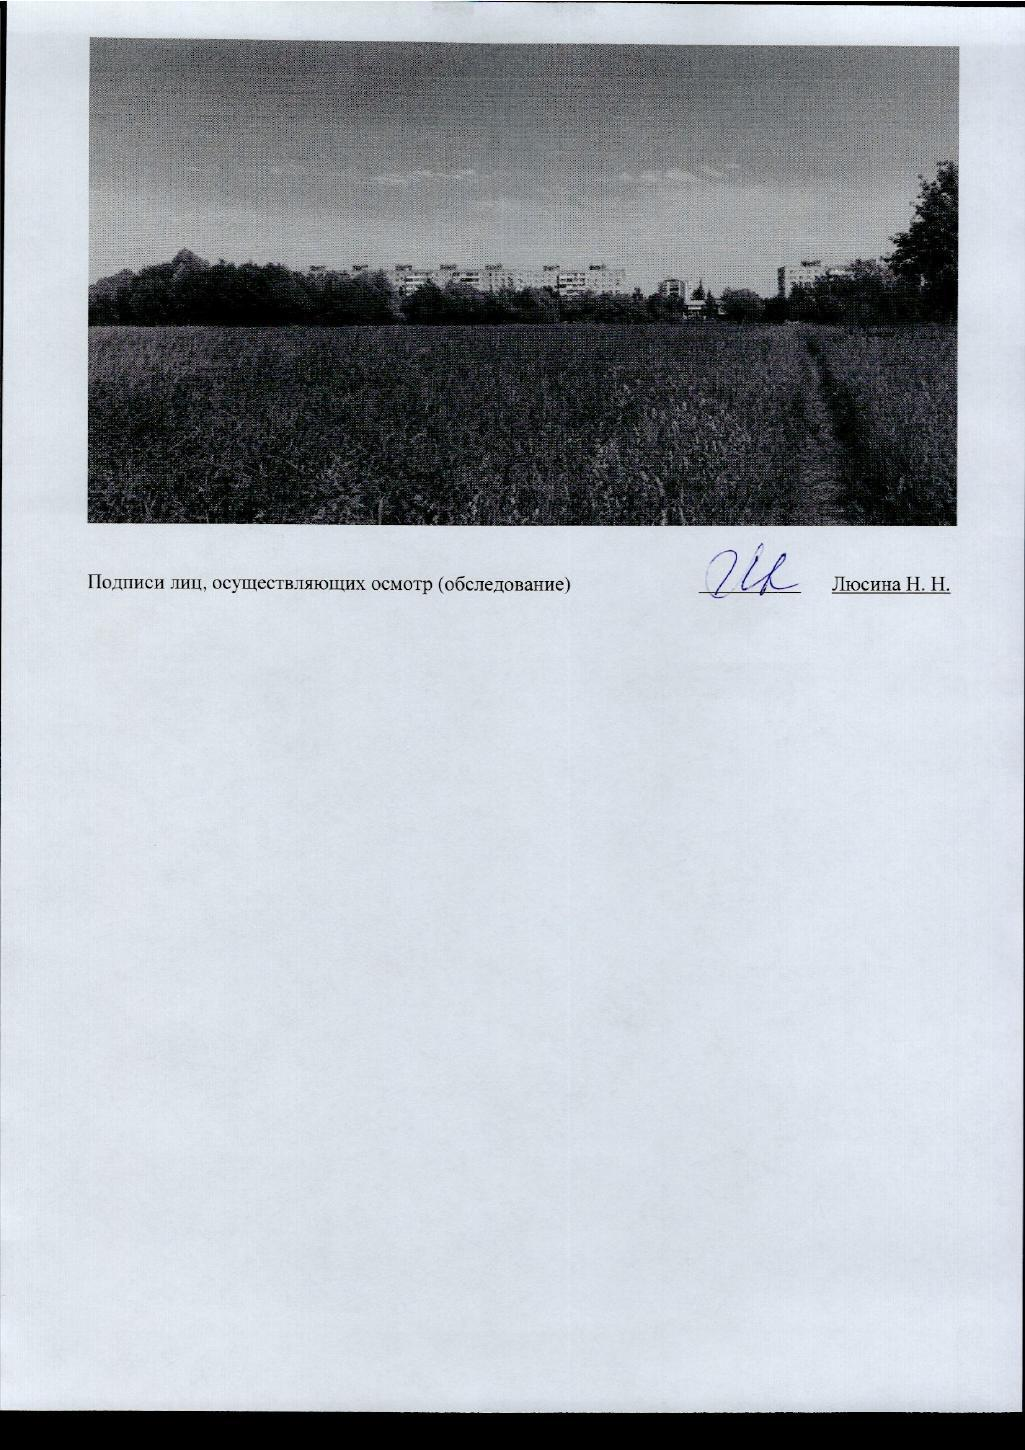 Подписи лиц, осуществляющих осмотр (обследование) Люсина Н. Н.